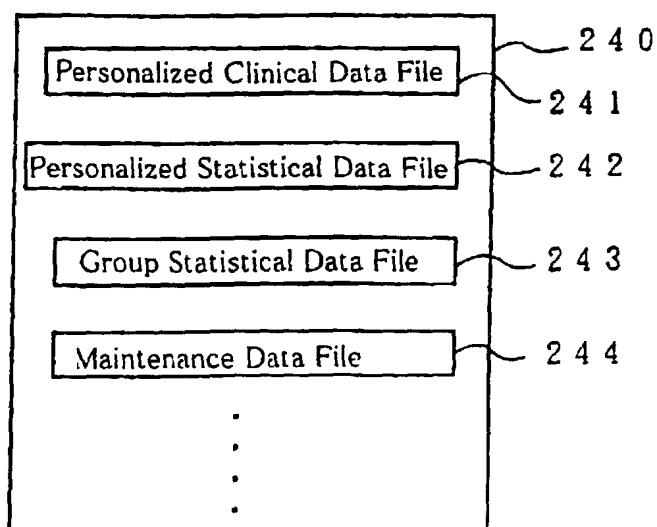 240
Personalized Clinical Data File
241
Personalized Statistical Data File 242
Group Statistical Data File 243
Maintenance Data File 244